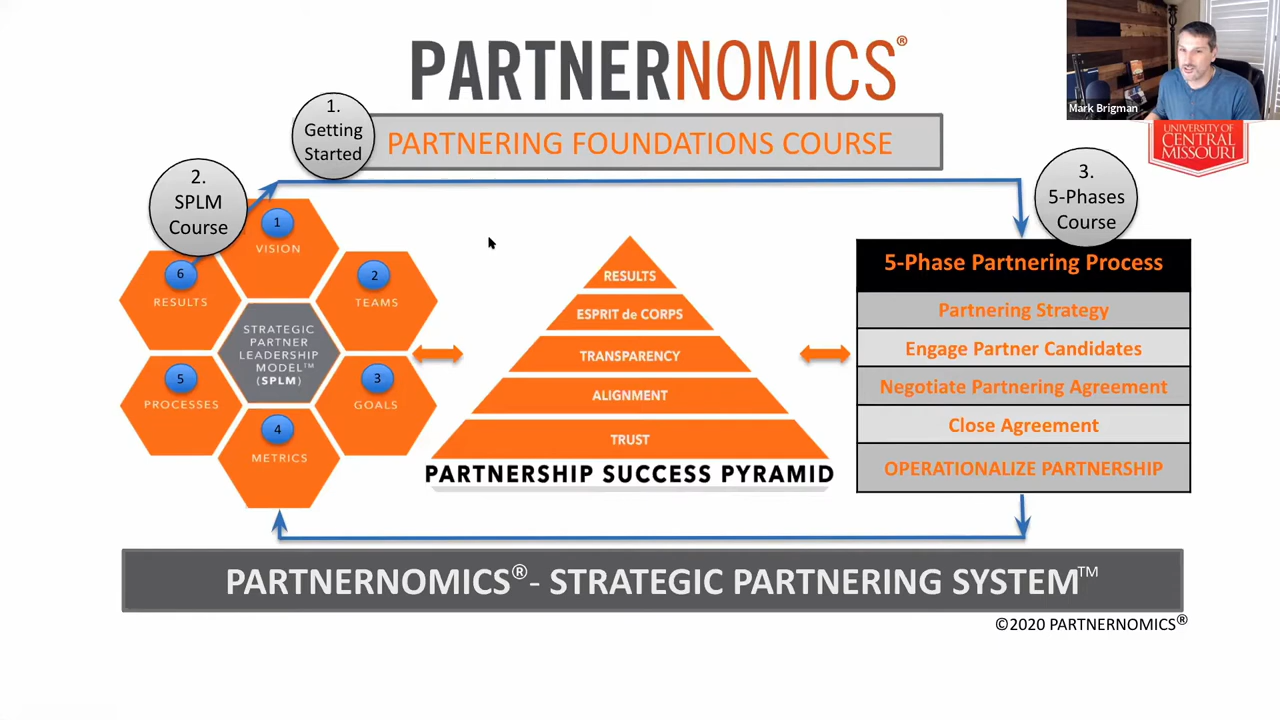 PARTNERNOMICS®
Mark Brigman
1.
Getting
Started
PARTNERING FOUNDATIONS COURSE
UNIVERSITY OF
CENTRAL
MISSOURI
2.
SPLM
Course
3.
5-Phases
Course
1
VISION
2
TEAMS
3
GOALS
4
METRICS
5
PROCESSES
6
RESULTS
STRATEGIC
PARTNER
LEADERSHIP
MODEL™
(SPLM)
RESULTS
ESPRIT de CORPS
TRANSPARENCY
ALIGNMENT
TRUST
PARTNERSHIP SUCCESS PYRAMID
5-Phase Partnering Process
Partnering Strategy
Engage Partner Candidates
Negotiate Partnering Agreement
Close Agreement
OPERATIONALIZE PARTNERSHIP
PARTNERNOMICS®- STRATEGIC PARTNERING SYSTEM™
©2020 PARTNERNOMICS®